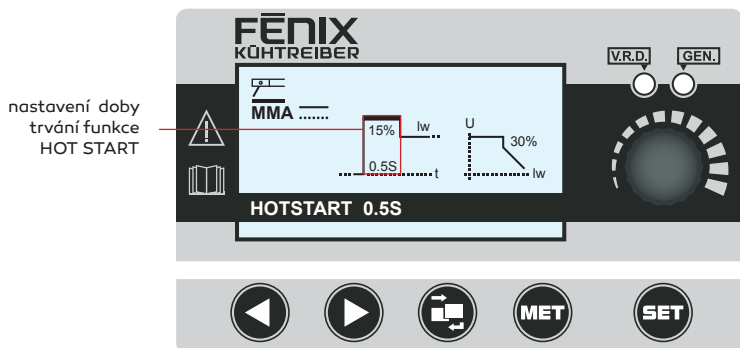 FĒNIX
KÜHTREIBER
V.R.D. GEN.
nastavení doby
trvání funkce
HOT START
MMA
15% Iw
0.5S t
U
30%
Iw
HOTSTART 0.5S
MET SET